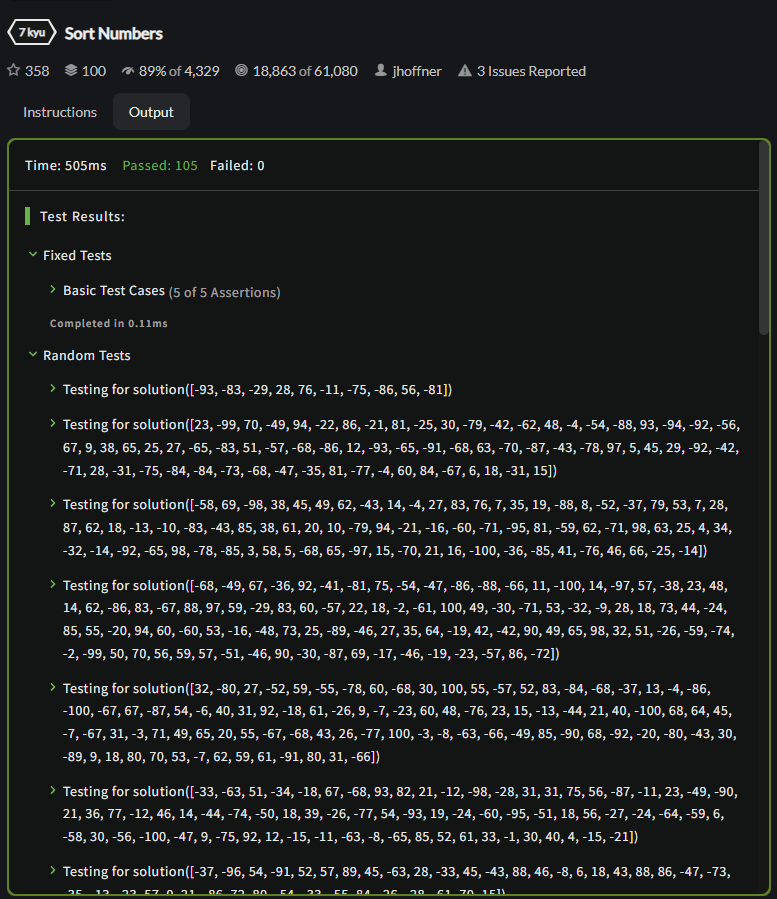 7 kyu Sort Numbers
358 100 89% of 4,329 18,863 of 61,080 jhoffner 3 Issues Reported
Instructions Output
Time: 505ms Passed: 105 Failed: 0
Test Results:
Fixed Tests
Basic Test Cases (5 of 5 Assertions)
Completed in 0.11ms
Random Tests
Testing for solution([-93, -83, -29, 28, 76, -11, -75, -86, 56, -81])
Testing for solution([23, -99, 70, -49, 94, -22, 86, -21, 81, -25, 30, -79, -42, -62, 48, -4, -54, -88, 93, -94, -92, -56,
67, 9, 38, 65, 25, 27, -65, -83, 51, -57, -68, -86, 12, -93, -65, -91, -68, 63, -70, -87, -43, -78, 97, 5, 45, 29, -92, -42,
-71, 28, -31, -75, -84, -84, -73, -68, -47, -35, 81, -77, -4, 60, 84, -67, 6, 18, -31, 15])
Testing for solution([-58, 69, -98, 38, 45, 49, 62, -43, 14, -4, 27, 83, 76, 7, 35, 19, -88, 8, -52, -37, 79, 53, 7, 28,
87, 62, 18, -13, -10, -83, -43, 85, 38, 61, 20, 10, -79, 94, -21, -16, -60, -71, -95, 81, -59, 62, -71, 98, 63, 25, 4, 34,
-32, -14, -92, -65, 98, -78, -85, 3, 58, 5, -68, 65, -97, 15, -70, 21, 16, -100, -36, -85, 41, -76, 46, 66, -25, -14])
Testing for solution([-68, -49, 67, -36, 92, -41, -81, 75, -54, -47, -86, -88, -66, 11, -100, 14, -97, 57, -38, 23, 48,
14, 62, -86, 83, -67, 88, 97, 59, -29, 83, 60, -57, 22, 18, -2, -61, 100, 49, -30, -71, 53, -32, -9, 28, 18, 73, 44, -24,
85, 55, -20, 94, 60, -60, 53, -16, -48, 73, 25, -89, -46, 27, 35, 64, -19, 42, -42, 90, 49, 65, 98, 32, 51, -26, -59, -74,
-2, -99, 50, 70, 56, 59, 57, -51, -46, 90, -30, -87, 69, -17, -46, -19, -23, -57, 86, -72])
Testing for solution([32, -80, 27, -52, 59, -55, -78, 60, -68, 30, 100, 55, -57, 52, 83, -84, -68, -37, 13, -4, -86,
-100, -67, 67, -87, 54, -6, 40, 31, 92, -18, 61, -26, 9, -7, -23, 60, 48, -76, 23, 15, -13, -44, 21, 40, -100, 68, 64, 45,
-7, -67, 31, -3, 71, 49, 65, 20, 55, -67, -68, 43, 26, -77, 100, -3, -8, -63, -66, -49, 85, -90, 68, -92, -20, -80, -43, 30,
-89, 9, 18, 80, 70, 53, -7, 62, 59, 61, -91, 80, 31, -66])
Testing for solution([-33, -63, 51, -34, -18, 67, -68, 93, 82, 21, -12, -98, -28, 31, 31, 75, 56, -87, -11, 23, -49, -90,
21, 36, 77, -12, 46, 14, -44, -74, -50, 18, 39, -26, -77, 54, -93, 19, -24, -60, -95, -51, 18, 56, -27, -24, -64, -59, 6,
-58, 30, -56, -100, -47, 9, -75, 92, 12, -15, -11, -63, -8, -65, 85, 52, 61, 33, -1, 30, 40, 4, -15, -21])
Testing for solution([-37, -96, 54, -91, 52, 57, 89, 45, -63, 28, -33, 45, -43, 88, 46, -8, 6, 18, 43, 88, 86, -47, -73,